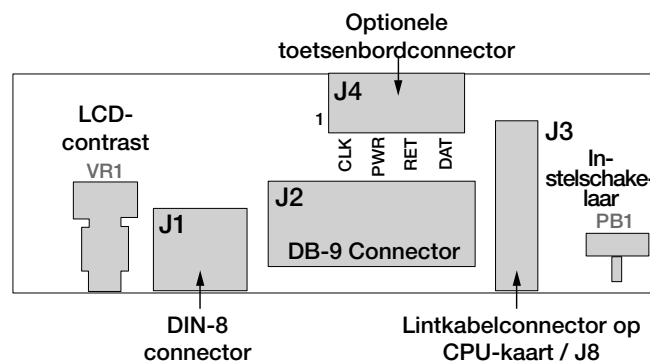 Optionele
toetsenbordconnector
J4
1
CLK
PWR
RET
DAT
LCD-
contrast
VR1
J1
J2
DB-9 Connector
J3
In-
stelschake-
laar
PB1
DIN-8
connector
Lintkabelconnector op
CPU-kaart / J8